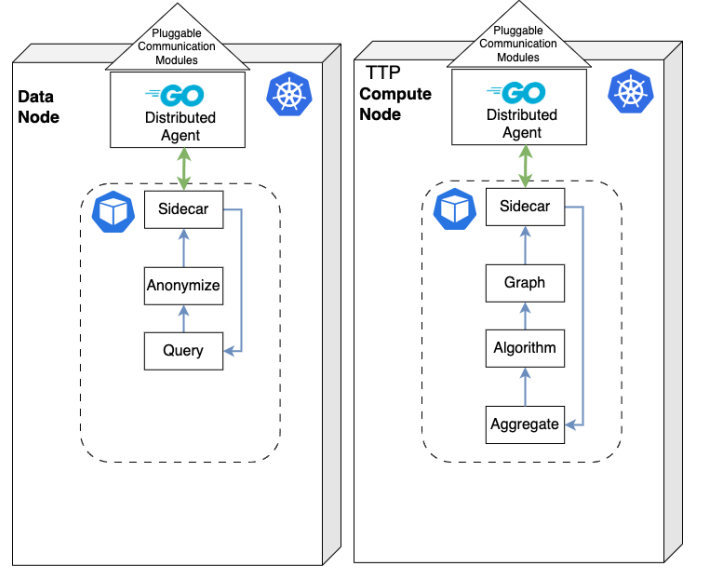 Pluggable
Communication
Modules
Data
Node
GO
Distributed
Agent
Sidecar
Anonymize
Query
Pluggable
Communication
Modules
TTP
Compute
Node
GO
Distributed
Agent
Sidecar
Graph
Algorithm
Aggregate